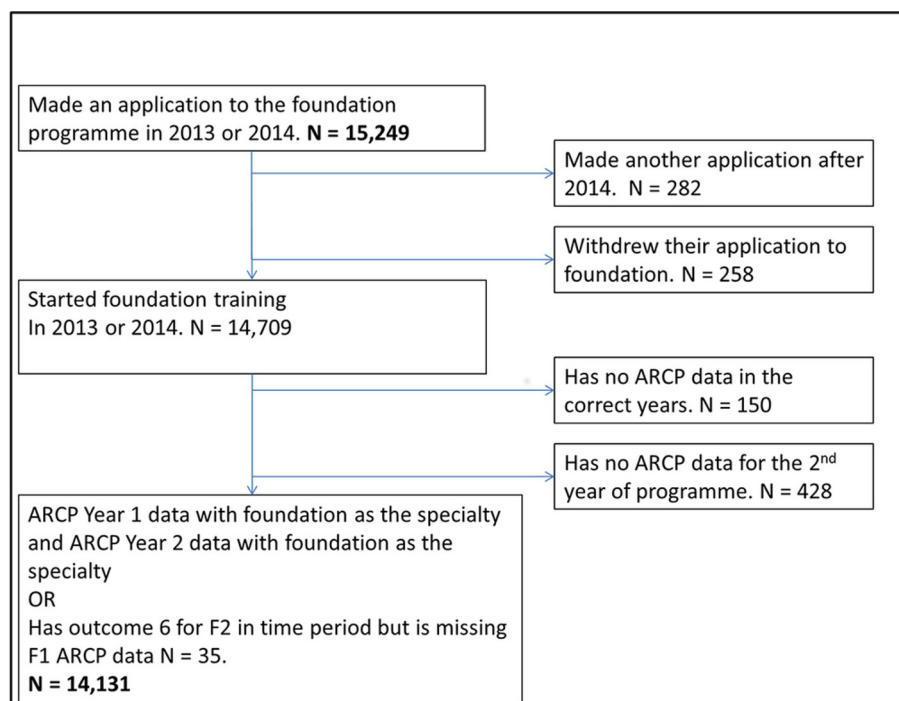 Made an application to the foundation
programme in 2013 or 2014. N = 15,249
Made another application after
2014. N = 282
Withdrew their application to
foundation. N = 258
Started foundation training
In 2013 or 2014. N = 14,709
Has no ARCP data in the
correct years. N = 150
Has no ARCP data for the 2nd
year of programme. N = 428
ARCP Year 1 data with foundation as the specialty
and ARCP Year 2 data with foundation as the
specialty
OR
Has outcome 6 for F2 in time period but is missing
F1 ARCP data N = 35.
N = 14,131